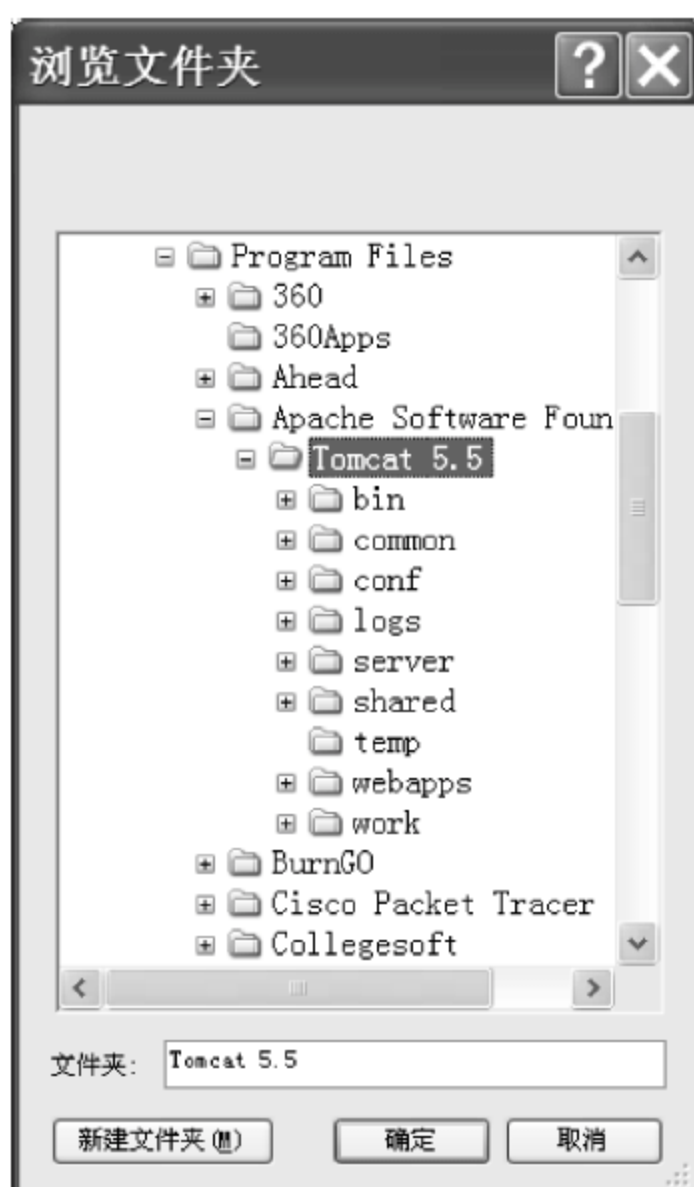 浏览文件夹
Program Files
360
360Apps
Ahead
Apache Software Foun
Tomcat 5.5
bin
common
conf
logs
server
shared
temp
webapps
work
BurnGO
Cisco Packet Tracer
Collegesoft
文件夹: Tomcat 5.5
新建文件夹(M) 确定 取消